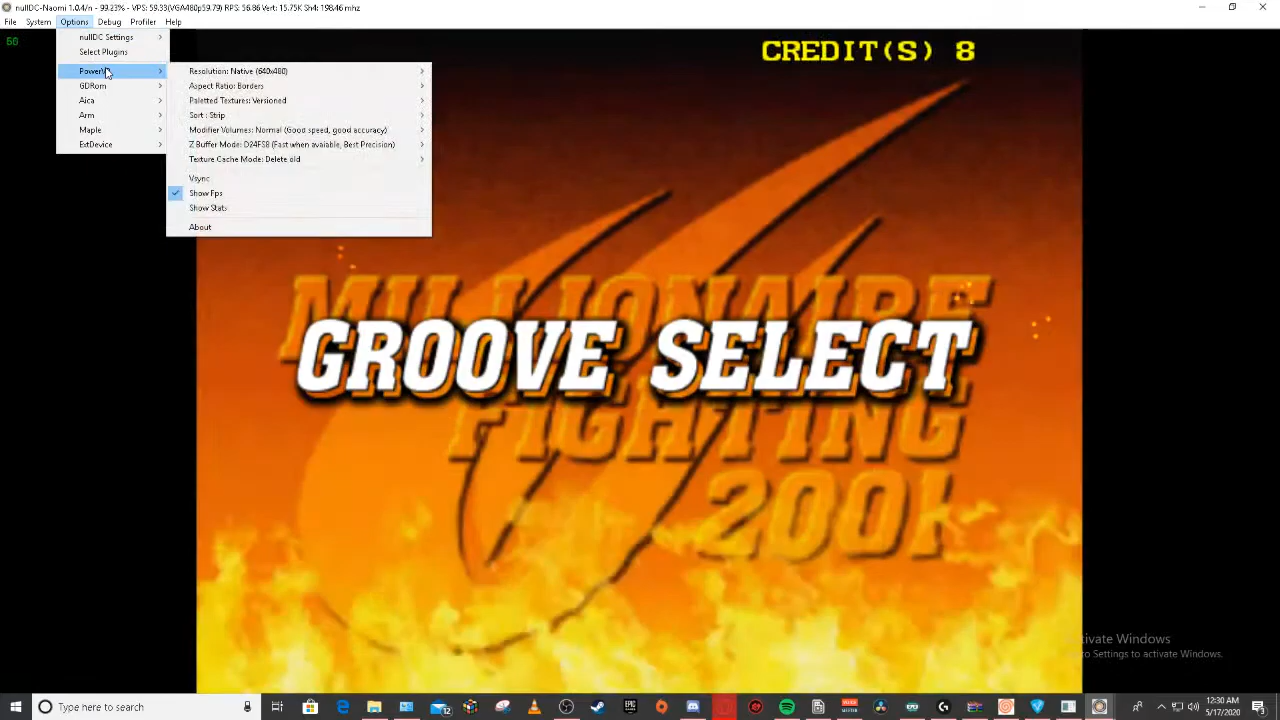 nullDC-Naomi 1.0.4/n - 99.23% - VPS: 59.33(VGA480p59.79) RPS: 56.86 Vert: 15.75K Sh4: 198.46 mhz
File System Options Debug Profiler Help
60
CREDIT(S) 8
nullDC Settings
Select Plugins
PowerV
GDRom
Aica
Arm
Maple
ExtDevice
Resolution: Native (640x480)
Aspect Ratio: Borders
Paletted Textures: Versioned
Sort : Strip
Modifier Volumes: Normal (Good speed, good accuracy)
Z Buffer Mode: D24FS8 (Fast when avaiable, Best Precision)
Texture Cache Mode: Delete old
Vsync
Show Fps
Show Stats
About
MILLIONAIRE
GROOVE SELECT
FIGHTING
2001
tivate Windows
to Settings to activate Windows.
Type here to search
12
EPIC
12:30 AM
5/17/2020